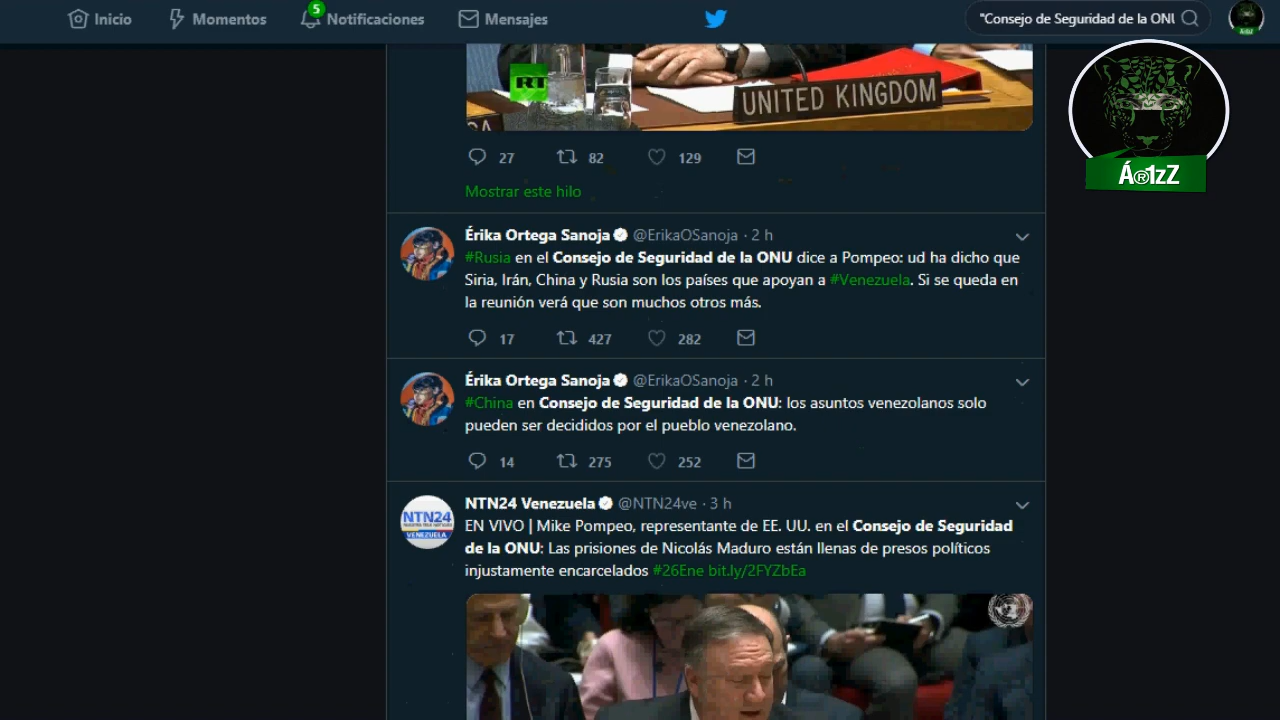 Inicio
Momentos
5
Notificaciones
Mensajes
"Consejo de Seguridad de la ONU
Á®1zZ
RT
UNITED KINGDOM
27 82 129
Mostrar este hilo
Érika Ortega Sanoja @ErikaOSanoja · 2 h
#Rusia en el Consejo de Seguridad de la ONU dice a Pompeo: ud ha dicho que
Siria, Irán, China y Rusia son los países que apoyan a #Venezuela. Si se queda en
la reunión verá que son muchos otros más.
17 427 282
Érika Ortega Sanoja @ErikaOSanoja · 2 h
#China en Consejo de Seguridad de la ONU: los asuntos venezolanos solo
pueden ser decididos por el pueblo venezolano.
14 275 252
NTN24 Venezuela @NTN24ve · 3 h
EN VIVO | Mike Pompeo, representante de EE. UU. en el Consejo de Seguridad
de la ONU: Las prisiones de Nicolás Maduro están llenas de presos políticos
injustamente encarcelados #26Ene bit.ly/2FYZbEa
NTN24
VENEZUELA